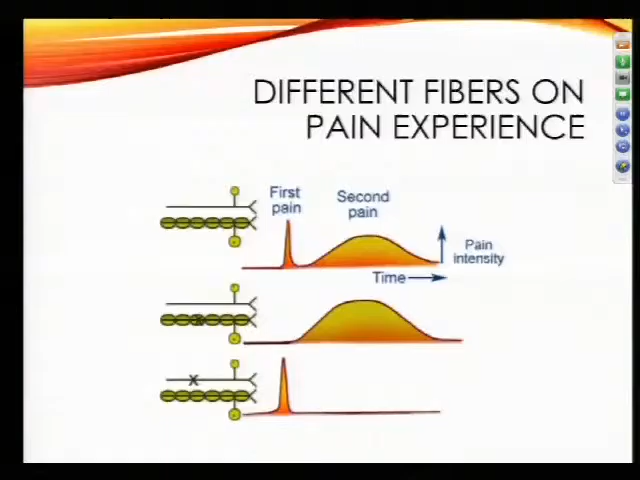 DIFFERENT FIBERS ON
PAIN EXPERIENCE
First
pain
Second
pain
Pain
intensity
Time
X